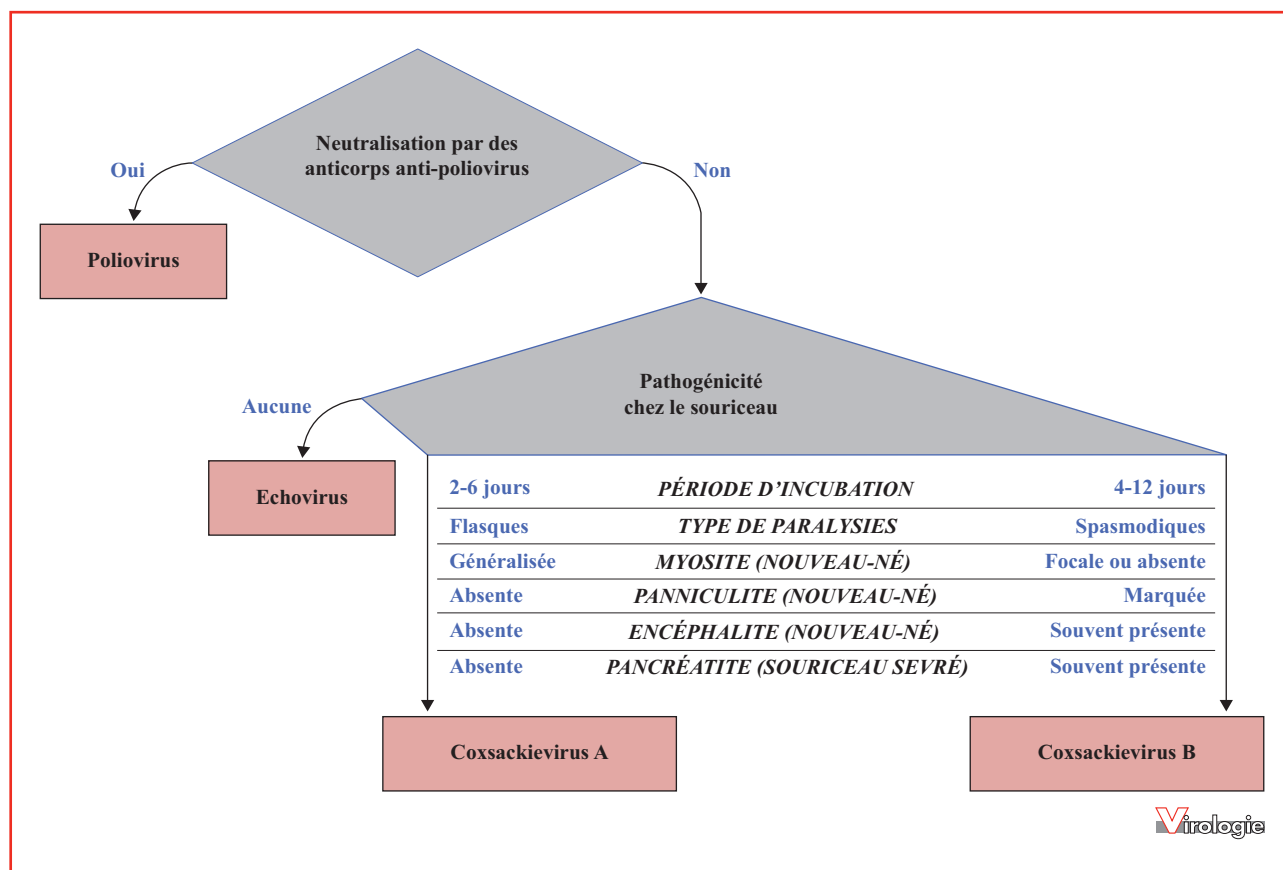 Neutralisation par des
anticorps anti-poliovirus
Oui
Non
Poliovirus
Pathogénicité
chez le souriceau
Aucune
Echovirus
2-6 jours PÉRIODE D'INCUBATION 4-12 jours
Flasques TYPE DE PARALYSIES Spasmodiques
Généralisée MYOSITE (NOUVEAU-NÉ) Focale ou absente
Absente PANNICULITE (NOUVEAU-NÉ) Marquée
Absente ENCÉPHALITE (NOUVEAU-NÉ) Souvent présente
Absente PANCRÉATITE (SOURICEAU SEVRÉ) Souvent présente
Coxsackievirus A
Coxsackievirus B
Virologie